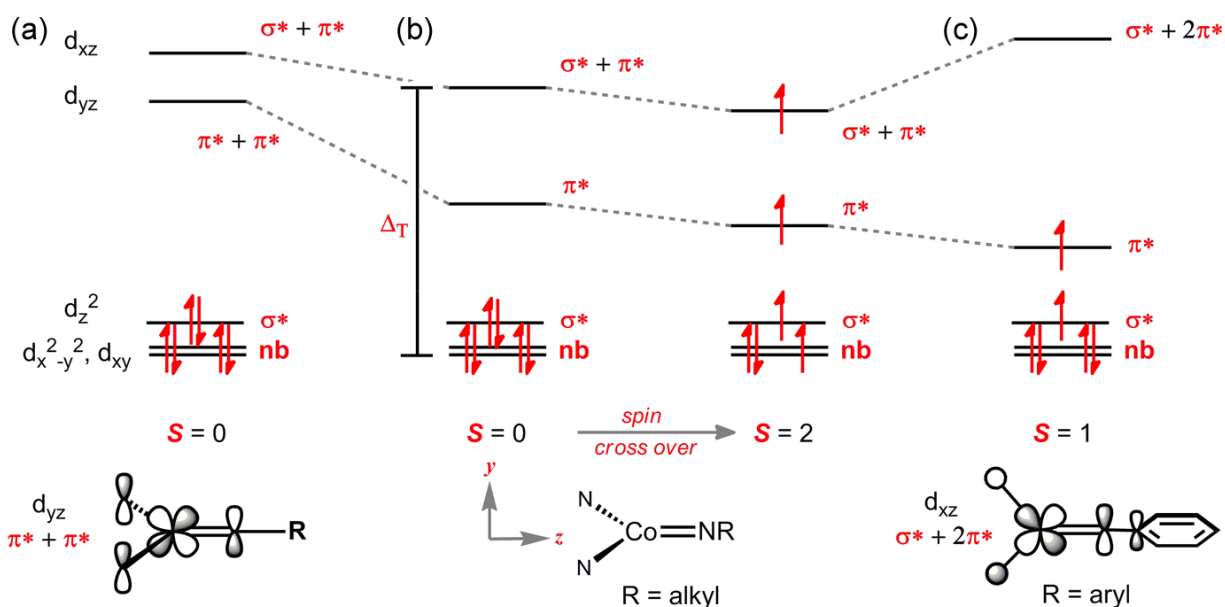 (a)
d_xz
σ* + π*
(b)
σ* + π*
(c)
σ* + 2π*
d_yz
π* + π*
σ* + π*
Δ_T
π*
π*
π*
d_z^2
σ*
σ*
σ*
σ*
d_x^2-y^2, d_xy
nb
nb
nb
nb
S = 0
S = 0
spin
cross over
S = 2
S = 1
d_yz
π* + π*
R
y
z
N
N
Co=NR
R = alkyl
d_xz
σ* + 2π*
R = aryl